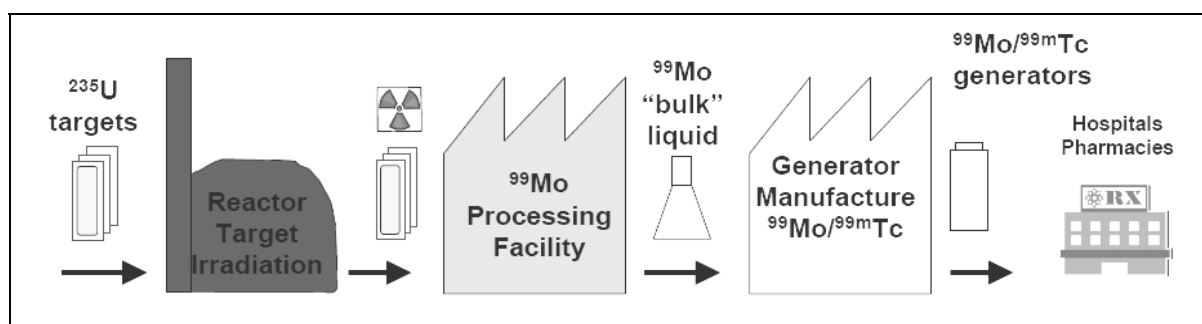 ²³⁵U
targets
Reactor
Target
Irradiation
⁹⁹Mo
Processing
Facility
⁹⁹Mo
“bulk”
liquid
Generator
Manufacture
⁹⁹Mo/⁹⁹ᵐTc
⁹⁹Mo/⁹⁹ᵐTc
generators
Hospitals
Pharmacies
RX